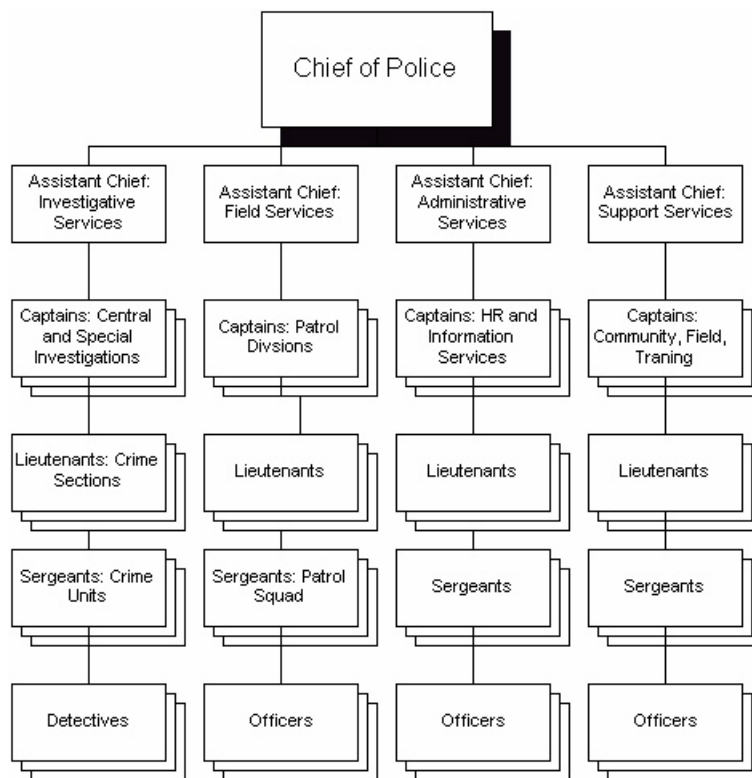 Chief of Police
Assistant Chief:
Investigative
Services
Assistant Chief:
Field Services
Assistant Chief:
Administrative
Services
Assistant Chief:
Support Services
Captains: Central
and Special
Investigations
Captains: Patrol
Divsions
Captains: HR and
Information
Services
Captains:
Community, Field,
Traning
Lieutenants: Crime
Sections
Lieutenants
Lieutenants
Lieutenants
Sergeants: Crime
Units
Sergeants: Patrol
Squad
Sergeants
Sergeants
Detectives
Officers
Officers
Officers